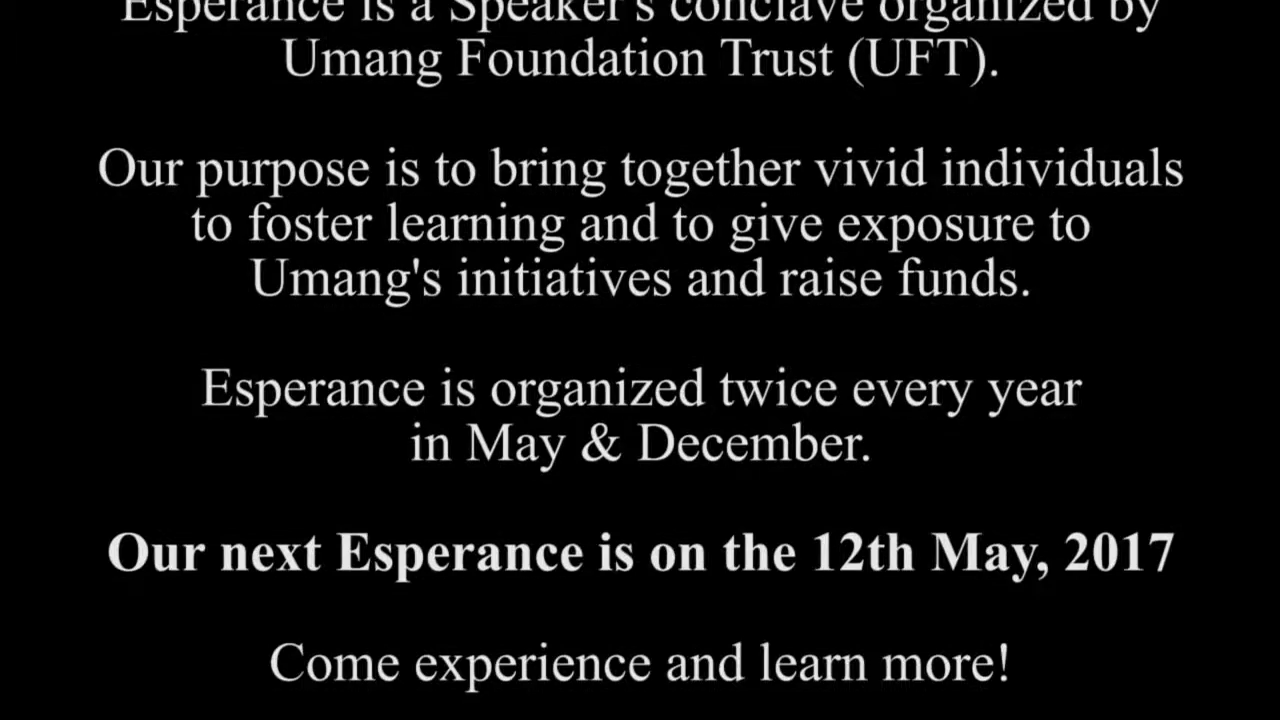 Esperance is a Speaker's conclave organized by
Umang Foundation Trust (UFT).
Our purpose is to bring together vivid individuals
to foster learning and to give exposure to
Umang's initiatives and raise funds.
Esperance is organized twice every year
in May & December.
Our next Esperance is on the 12th May, 2017
Come experience and learn more!